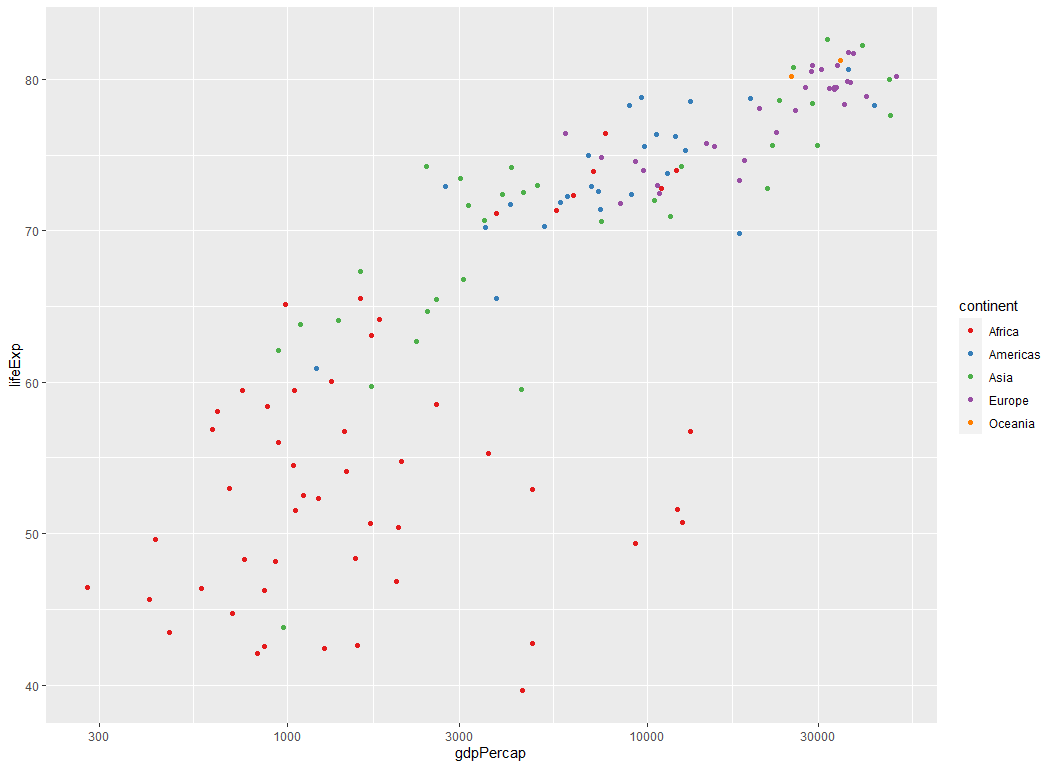 80
70
60
50
40
lifeExp
300
1000
3000
10000
30000
gdpPercap
continent
Africa
Americas
Asia
Europe
Oceania